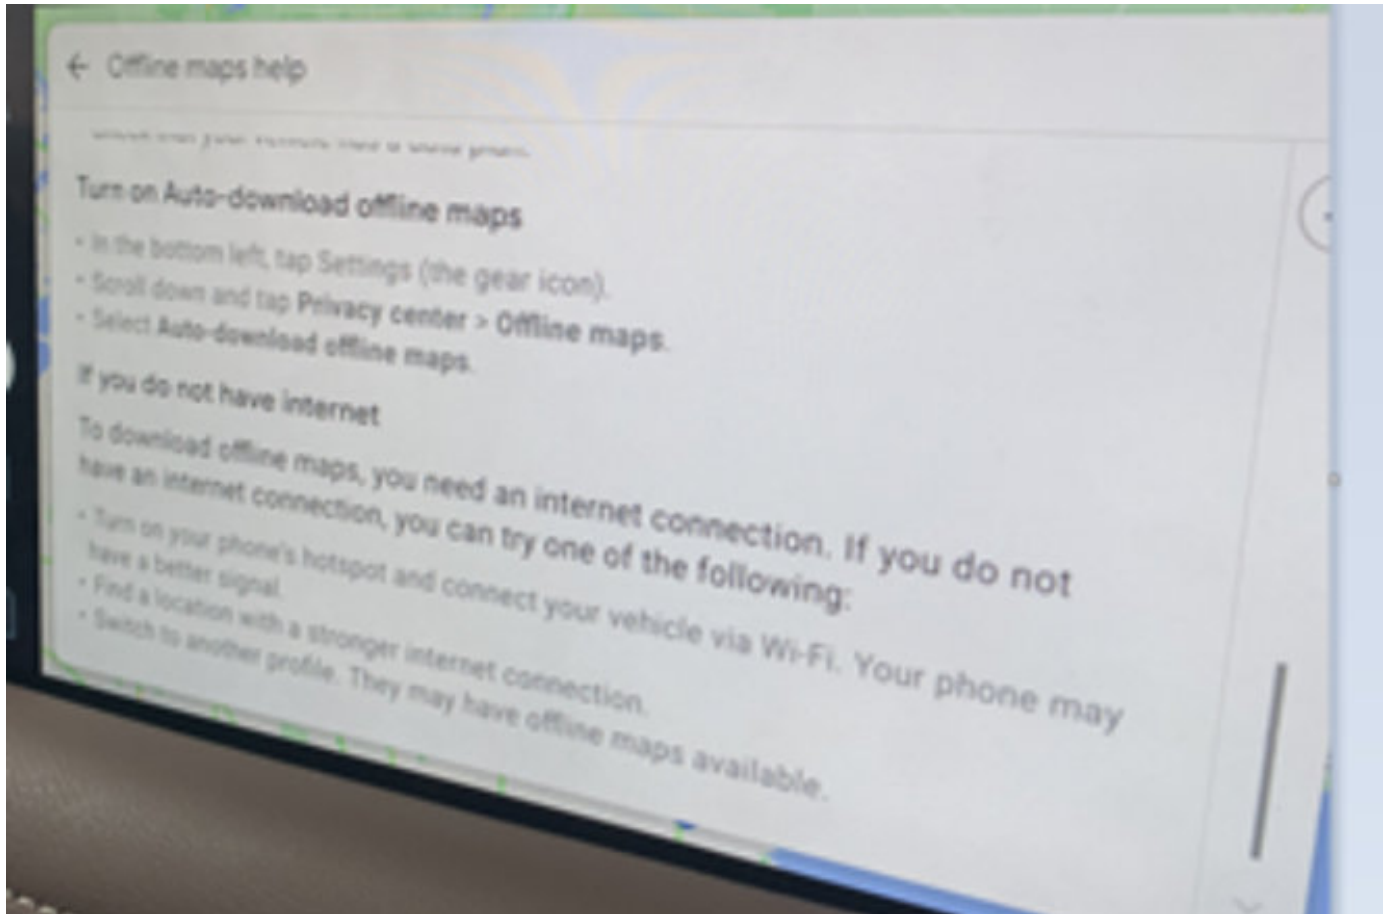 ← Offline maps help
Turn on Auto-download offline maps
• In the bottom left, tap Settings (the gear icon).
• Scroll down and tap Privacy center > Offline maps.
• Select Auto-download offline maps.
If you do not have internet
To download offline maps, you need an internet connection. If you do not
have an internet connection, you can try one of the following:
• Turn on your phone's hotspot and connect your vehicle via Wi-Fi. Your phone may
have a better signal.
• Find a location with a stronger internet connection.
• Switch to another profile. They may have offline maps available.